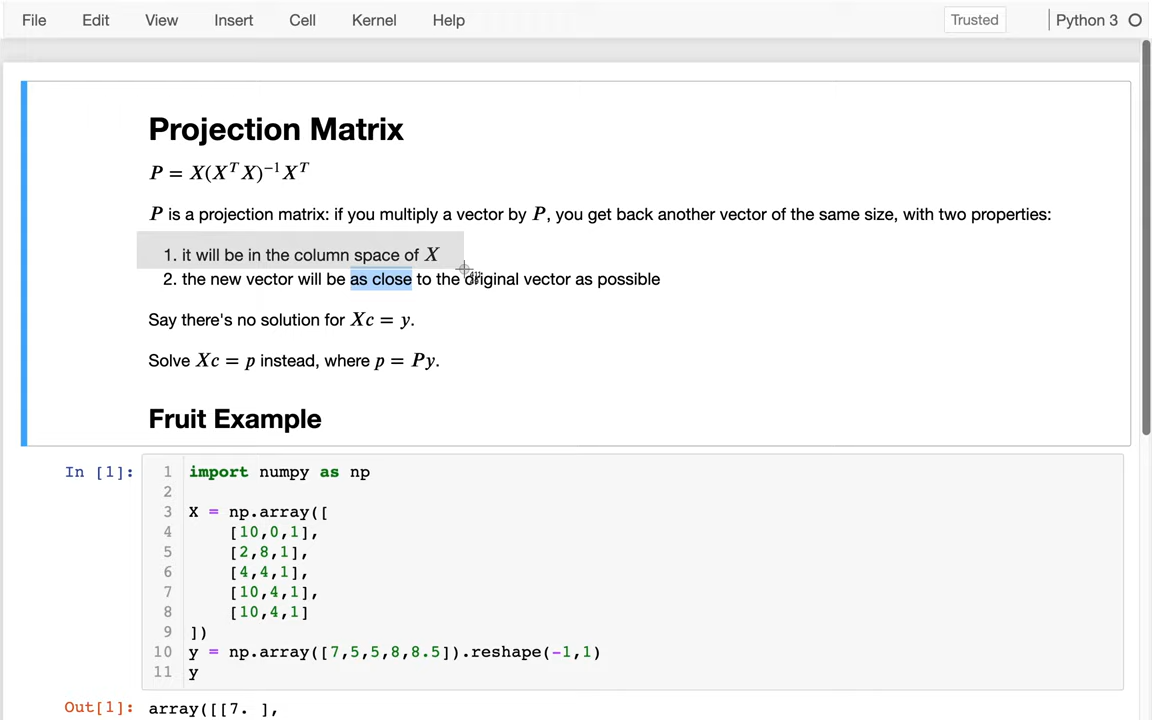 File Edit View Insert Cell Kernel Help Trusted Python 3
Projection Matrix
P = X(XᵀX)⁻¹Xᵀ
P is a projection matrix: if you multiply a vector by P, you get back another vector of the same size, with two properties:
1. it will be in the column space of X
2. the new vector will be as close to the original vector as possible
Say there's no solution for Xc = y.
Solve Xc = p instead, where p = Py.
Fruit Example
In [1]: 1 import numpy as np
2
3 X = np.array([
4 [10,0,1],
5 [2,8,1],
6 [4,4,1],
7 [10,4,1],
8 [10,4,1]
9 ])
10 y = np.array([7,5,5,8,8.5]).reshape(-1,1)
11 y
Out[1]: array([[7. ],